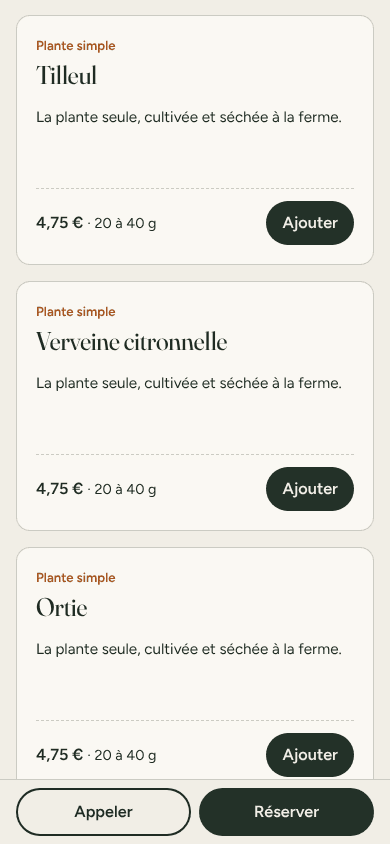 Plante simple
Tilleul
La plante seule, cultivée et séchée à la ferme.
4,75 € · 20 à 40 g
Ajouter
Plante simple
Verveine citronnelle
La plante seule, cultivée et séchée à la ferme.
4,75 € · 20 à 40 g
Ajouter
Plante simple
Ortie
La plante seule, cultivée et séchée à la ferme.
4,75 € · 20 à 40 g
Ajouter
Appeler
Réserver